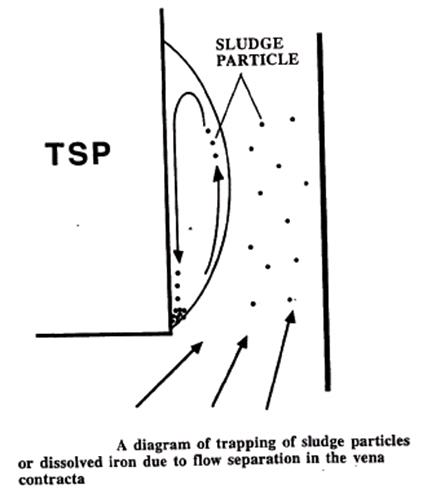 SLUDGE
PARTICLE
TSP
A diagram of trapping of sludge particles
or dissolved iron due to flow separation in the vena
contracta